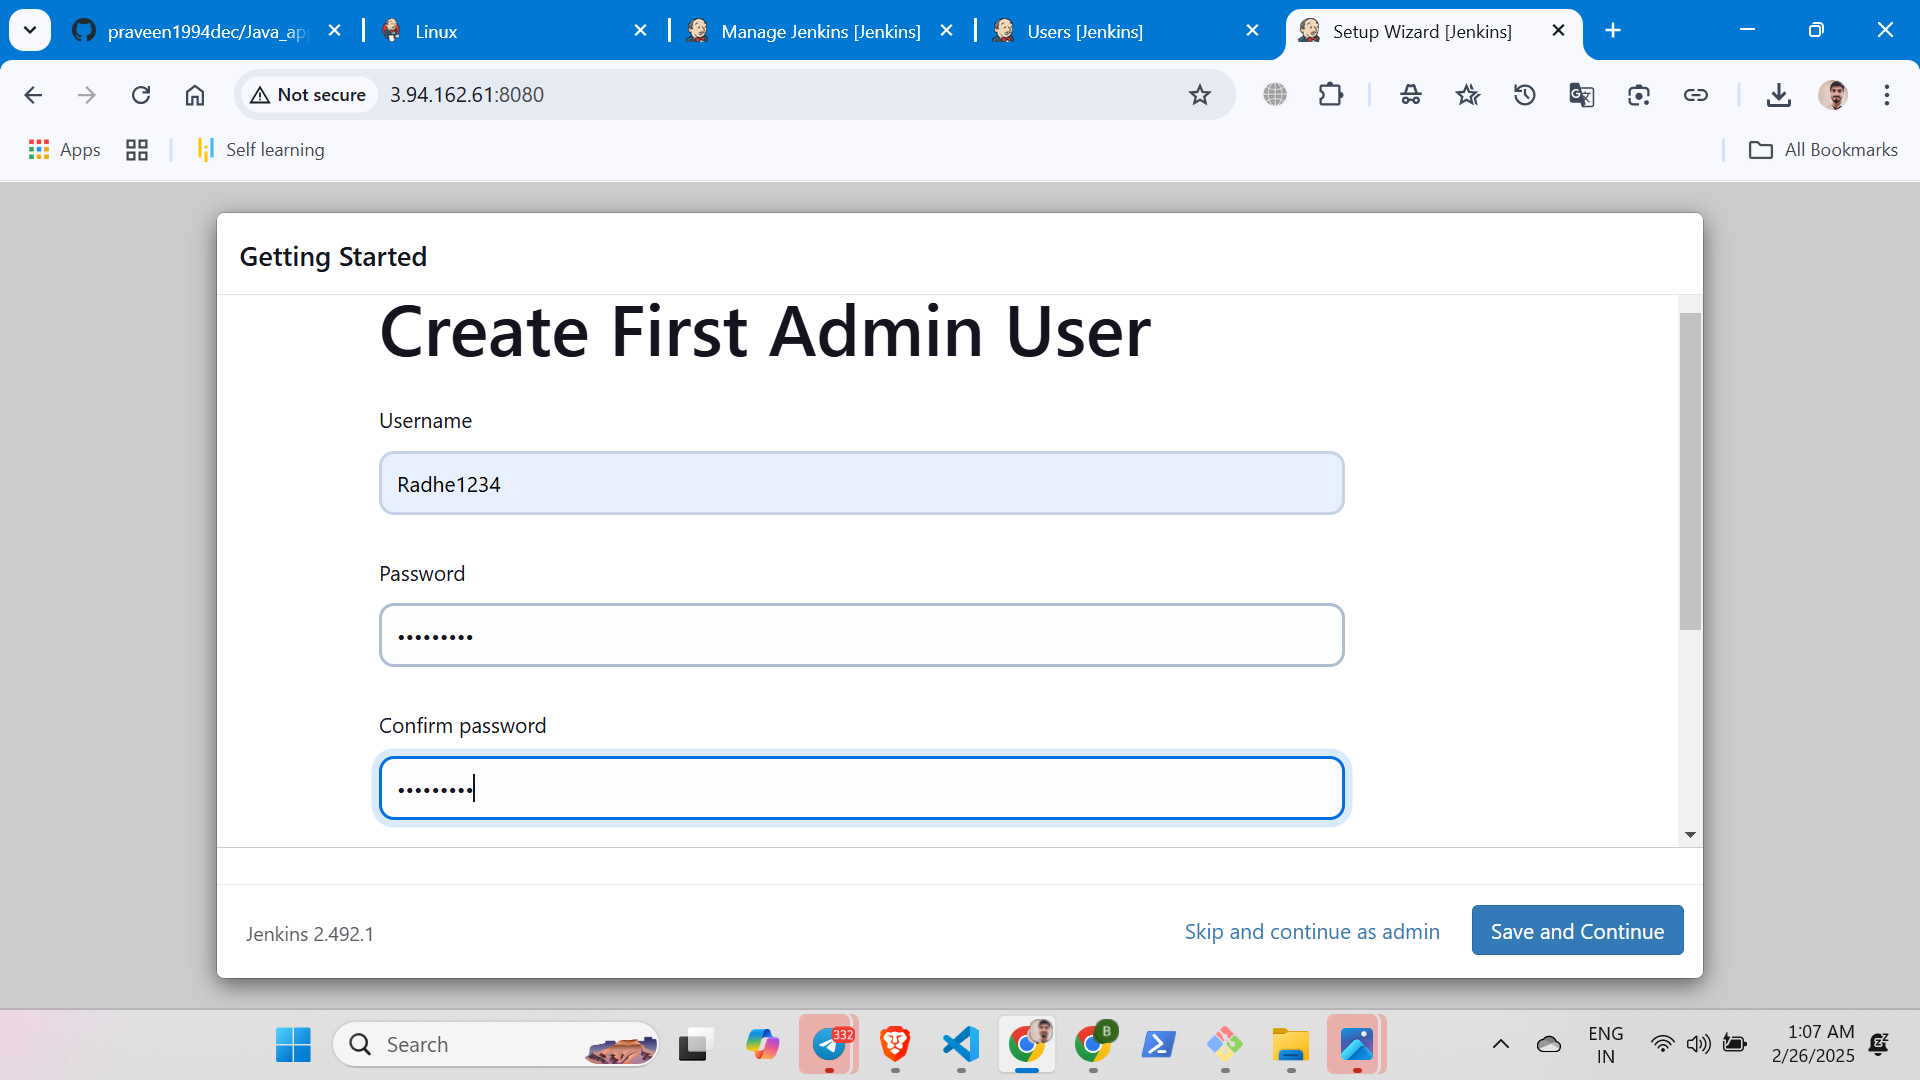 praveen1994dec/Java_ap
Linux
Manage Jenkins [Jenkins]
Users [Jenkins]
Setup Wizard [Jenkins]
Not secure
3.94.162.61:8080
Apps
Self learning
All Bookmarks
Getting Started
Create First Admin User
Username
Radhe1234
Password
•••••••••
Confirm password
•••••••••
Jenkins 2.492.1
Skip and continue as admin
Save and Continue
Search
332
B
ENG
IN
1:07 AM
2/26/2025